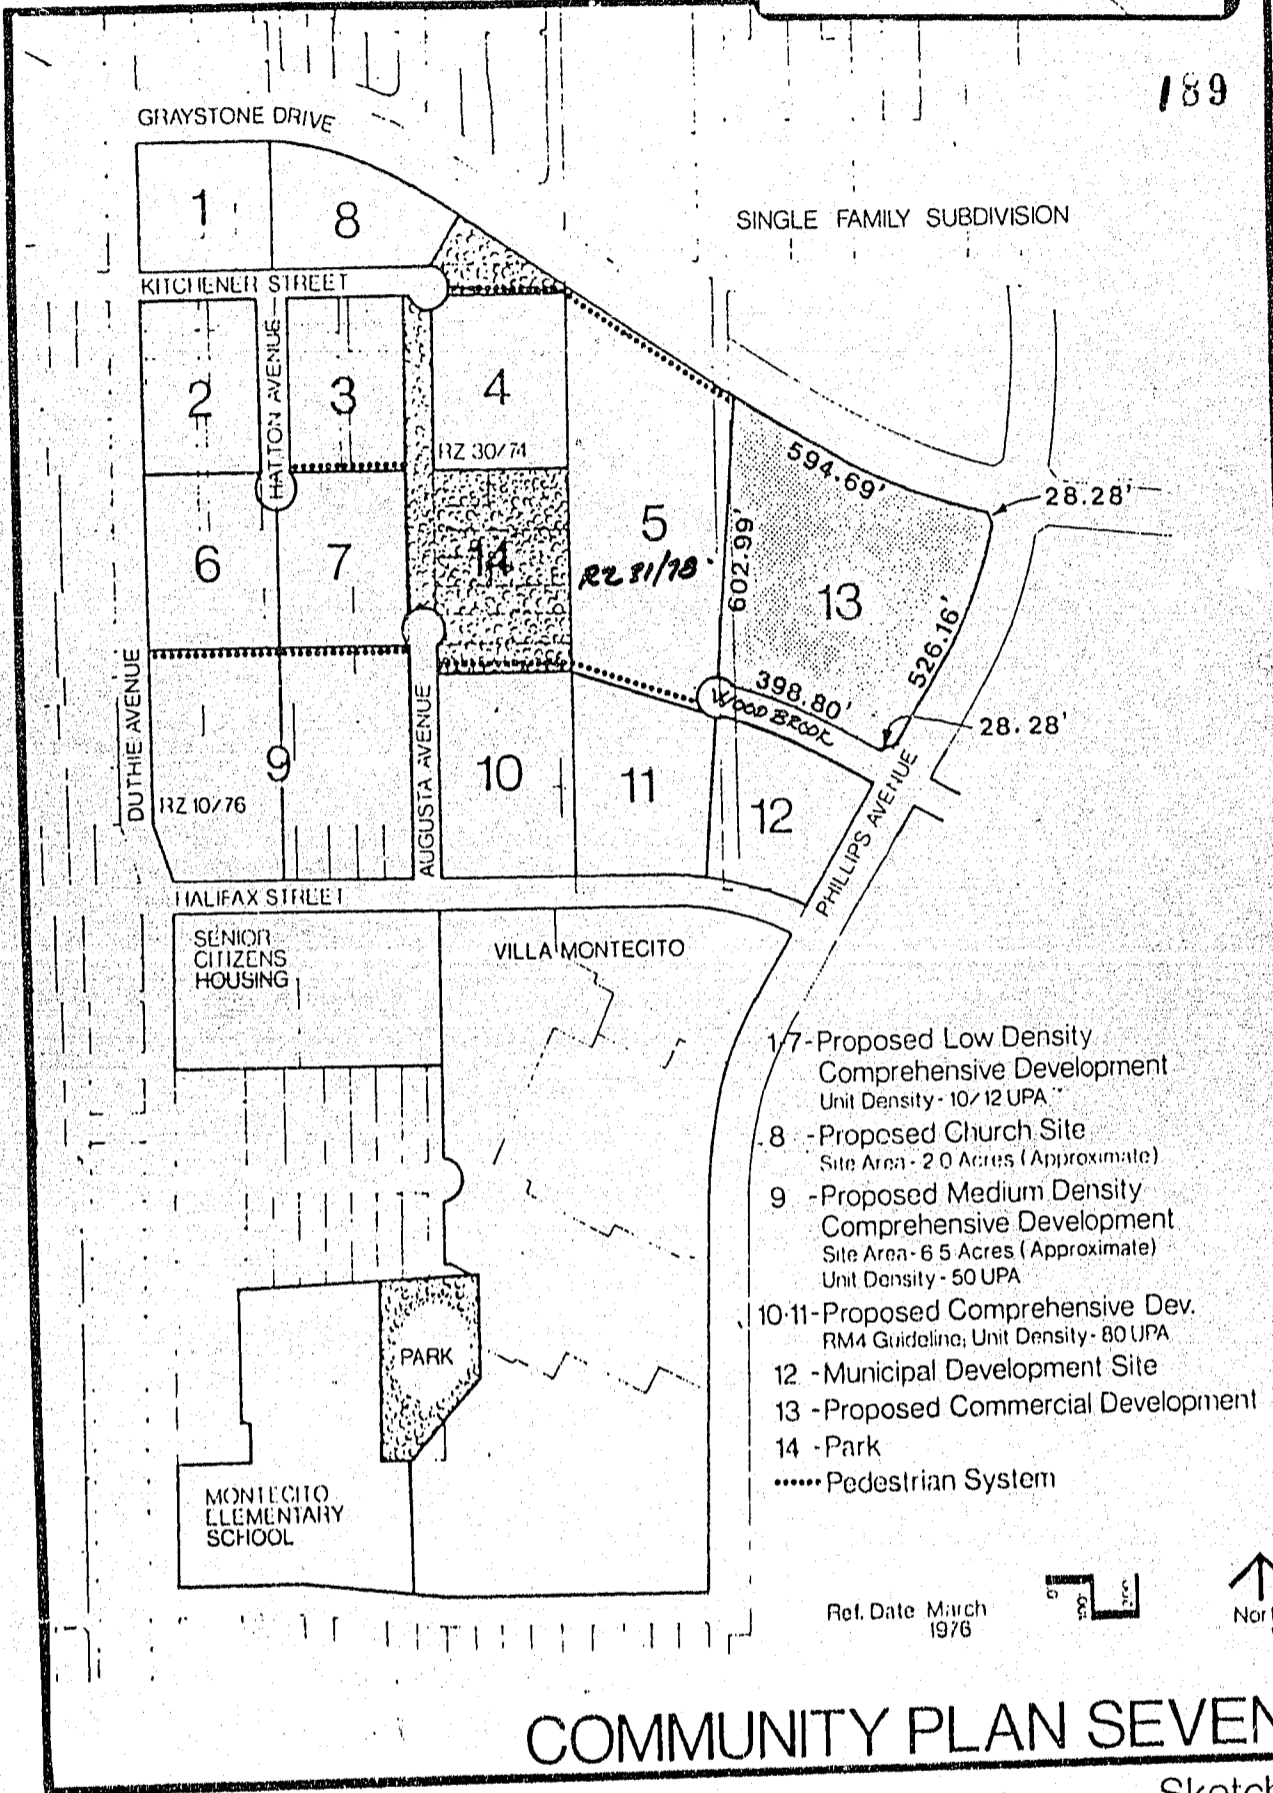 189
GRAYSTONE DRIVE
SINGLE FAMILY SUBDIVISION
1
8
KITCHENER STREET
HATTON AVENUE
2
3
4
RZ 30/74
594.69'
28.28'
5
RZ 31/78
602.99'
13
526.16'
6
7
14
398.80'
WOODBROOK
28.28'
DUTHIE AVENUE
9
RZ 10/76
AUGUSTA AVENUE
10
11
12
PHILLIPS AVENUE
HALIFAX STREET
SENIOR
CITIZENS
HOUSING
VILLA MONTECITO
1-7-Proposed Low Density
Comprehensive Development
Unit Density - 10/12 UPA
8 -Proposed Church Site
Site Area - 2.0 Acres (Approximate)
9 -Proposed Medium Density
Comprehensive Development
Site Area - 6.5 Acres (Approximate)
Unit Density - 50 UPA
10-11-Proposed Comprehensive Dev.
RM4 Guideline; Unit Density - 80 UPA
12 -Municipal Development Site
13 -Proposed Commercial Development
14 -Park
...... Pedestrian System
PARK
MONTECITO
ELEMENTARY
SCHOOL
Ref. Date March
1976
Nort
COMMUNITY PLAN SEVEN
Sketch